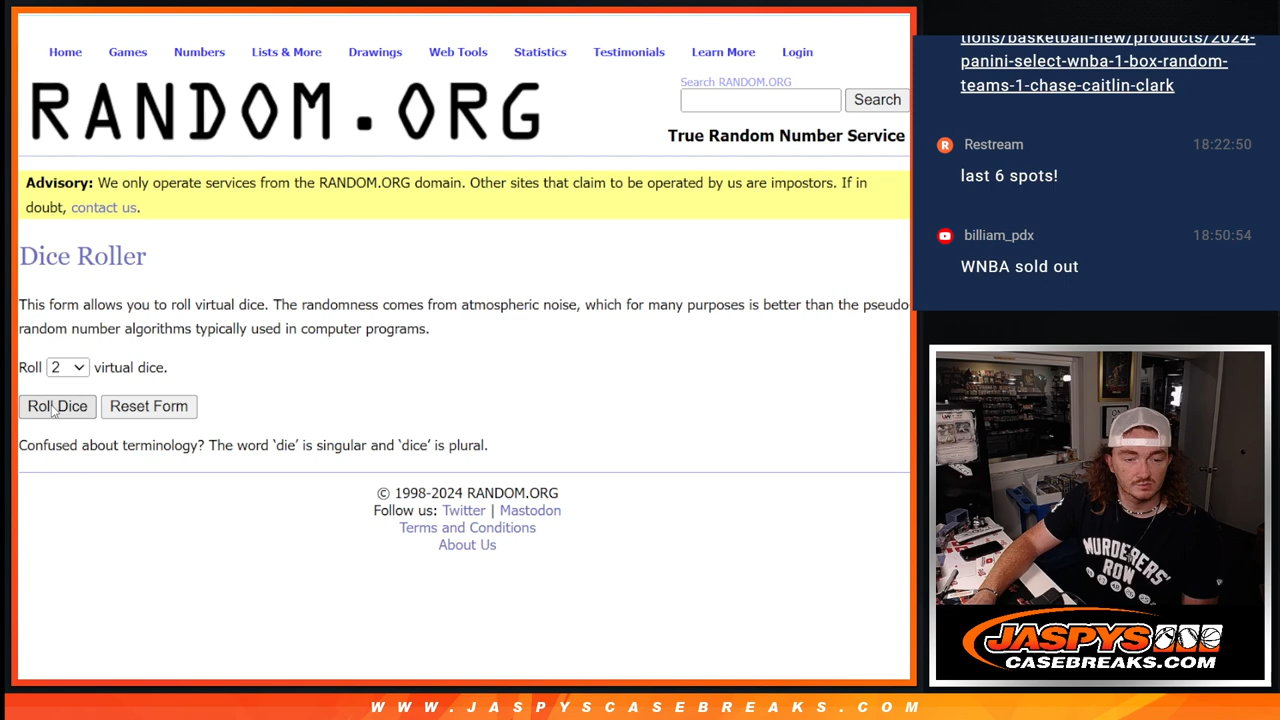 Home Games Numbers Lists & More Drawings Web Tools Statistics Testimonials Learn More Login
RANDOM.ORG
Search RANDOM.ORG
Search
True Random Number Service
Advisory: We only operate services from the RANDOM.ORG domain. Other sites that claim to be operated by us are impostors. If in
doubt, contact us.
Dice Roller
This form allows you to roll virtual dice. The randomness comes from atmospheric noise, which for many purposes is better than the pseudo-
random number algorithms typically used in computer programs.
Roll 2 virtual dice.
Roll Dice Reset Form
Confused about terminology? The word ‘die’ is singular and ‘dice’ is plural.
© 1998-2024 RANDOM.ORG
Follow us: Twitter | Mastodon
Terms and Conditions
About Us
tions/basketball-new/products/2024-
panini-select-wnba-1-box-random-
teams-1-chase-caitlin-clark
Restream 18:22:50
last 6 spots!
billiam_pdx 18:50:54
WNBA sold out
MURDERERS'
ROW
JASPYS
CASEBREAKS.COM
WWW.JASPYSCASEBREAKS.COM